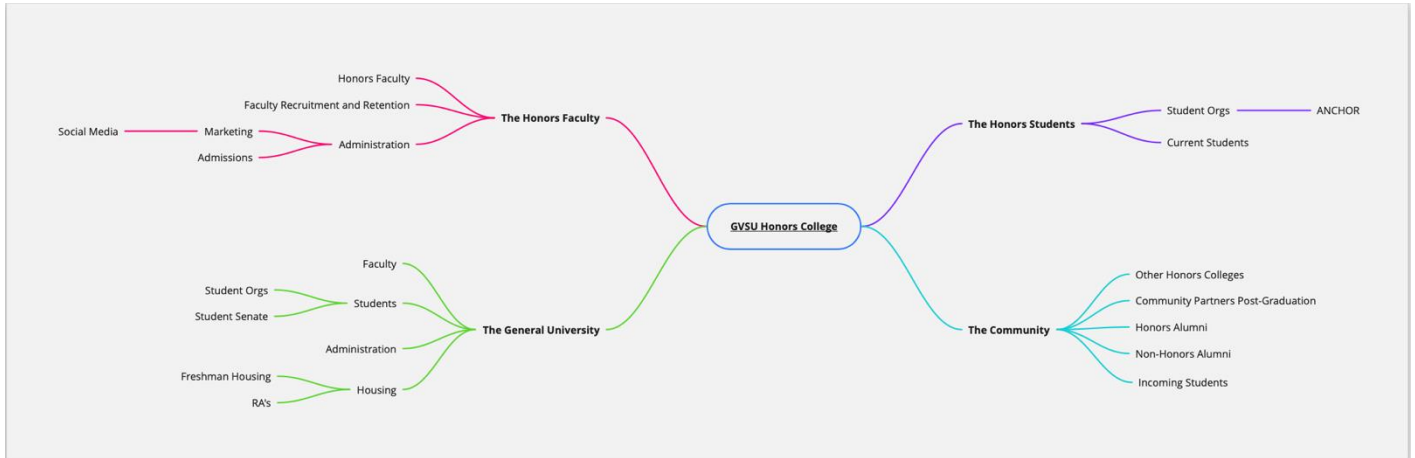 GVSU Honors College
The Honors Faculty
Honors Faculty
Faculty Recruitment and Retention
Administration
Marketing
Social Media
Admissions
The General University
Faculty
Students
Student Orgs
Student Senate
Administration
Housing
Freshman Housing
RA's
The Honors Students
Student Orgs
ANCHOR
Current Students
The Community
Other Honors Colleges
Community Partners Post-Graduation
Honors Alumni
Non-Honors Alumni
Incoming Students